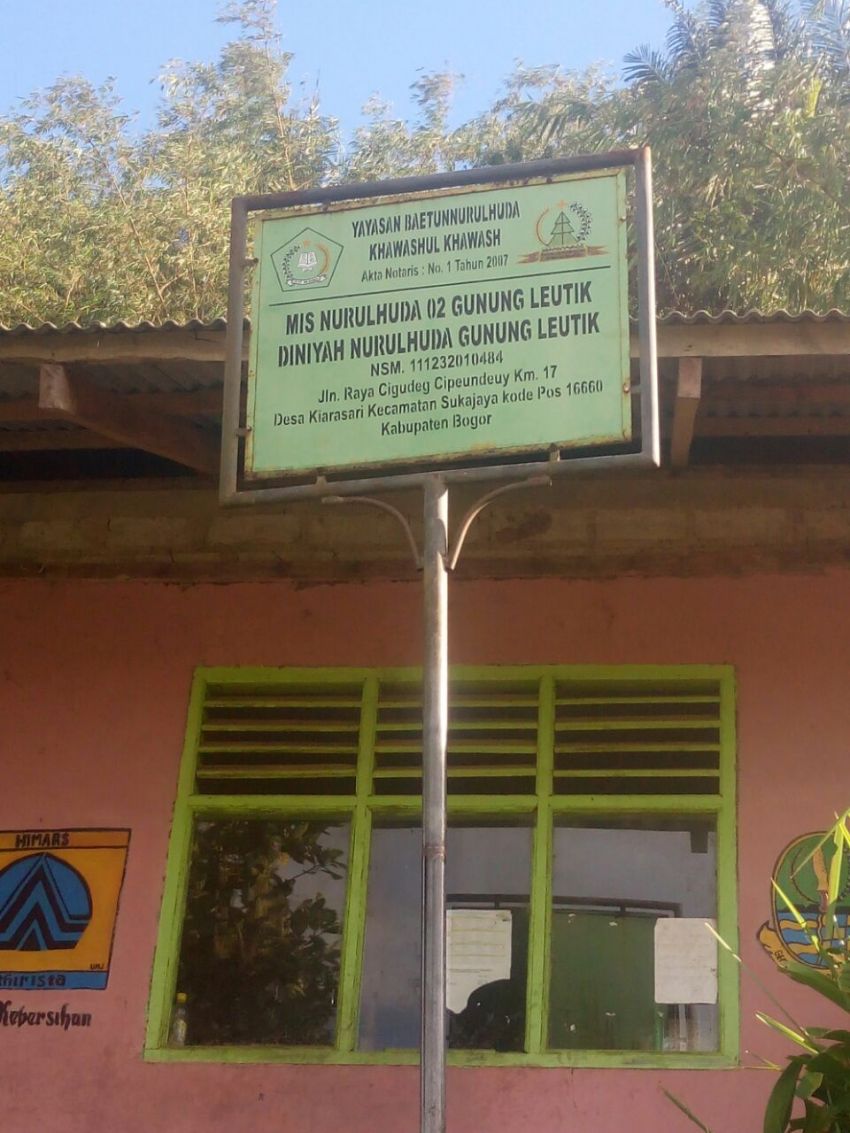 YAYASAN BAETUNNURULHUDA
KHAWASHUL KHAWASH
Akta Notaris : No. 1 Tahun 2007
MIS NURULHUDA 02 GUNUNG LEUTIK
DINIYAH NURULHUDA GUNUNG LEUTIK
NSM. 111232010484
Jln. Raya Cigudeg Cipeundeuy Km. 17
Desa Kiarasari Kecamatan Sukajaya kode Pos 16660
Kabupaten Bogor
HIMARS
UMJ
Kebersihan